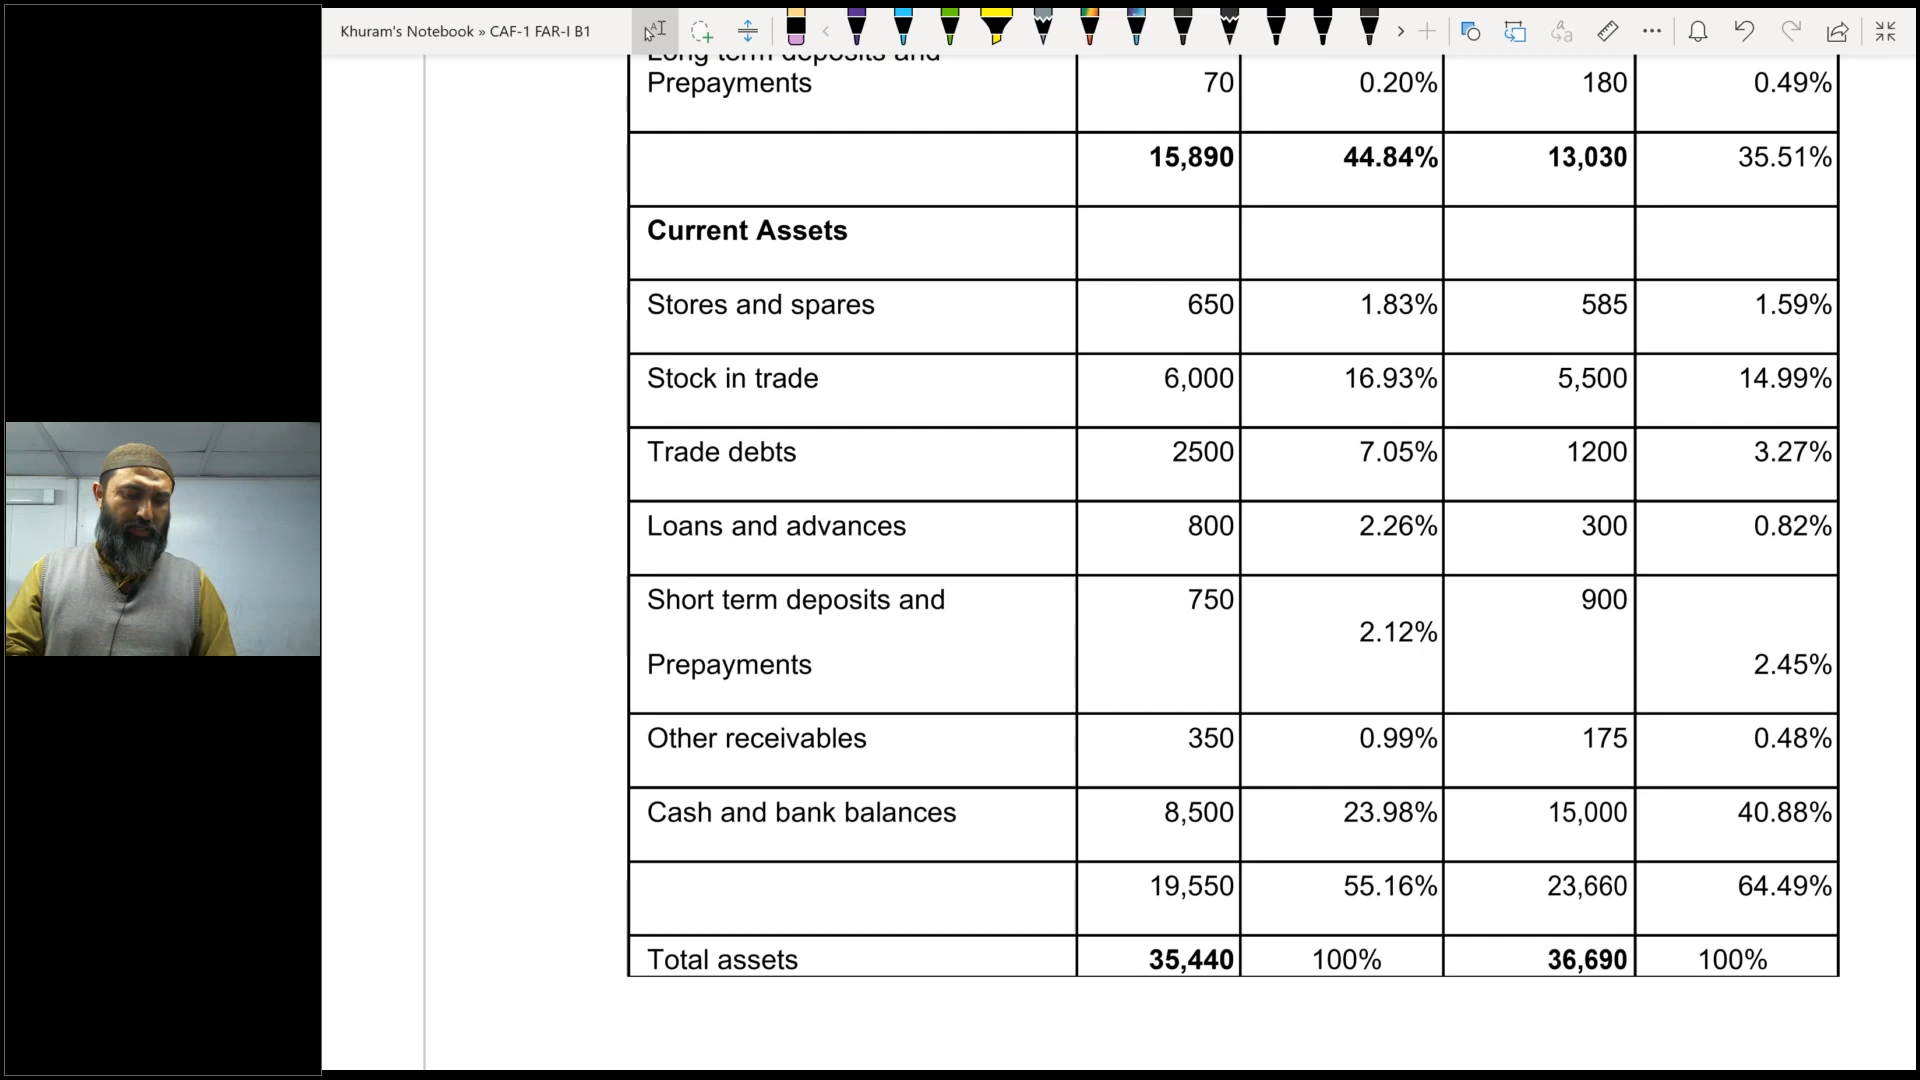 Khuram's Notebook » CAF-1 FAR-I B1
Long term deposits and
Prepayments 70 0.20% 180 0.49%
15,890 44.84% 13,030 35.51%
Current Assets
Stores and spares 650 1.83% 585 1.59%
Stock in trade 6,000 16.93% 5,500 14.99%
Trade debts 2500 7.05% 1200 3.27%
Loans and advances 800 2.26% 300 0.82%
Short term deposits and 750 900
2.12%
Prepayments 2.45%
Other receivables 350 0.99% 175 0.48%
Cash and bank balances 8,500 23.98% 15,000 40.88%
19,550 55.16% 23,660 64.49%
Total assets 35,440 100% 36,690 100%